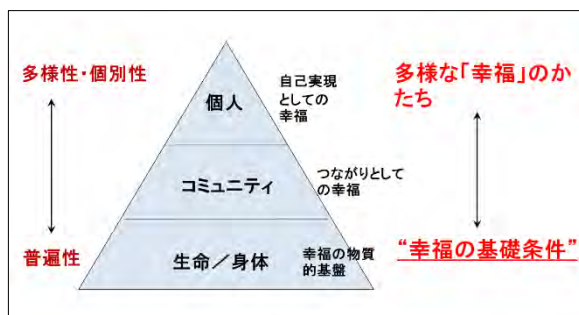 多様性・個別性
普遍性
個人
コミュニティ
生命／身体
自己実現
としての
幸福
つながりとして
の幸福
幸福の物質
的基盤
多様な「幸福」のか
たち
“幸福の基礎条件”